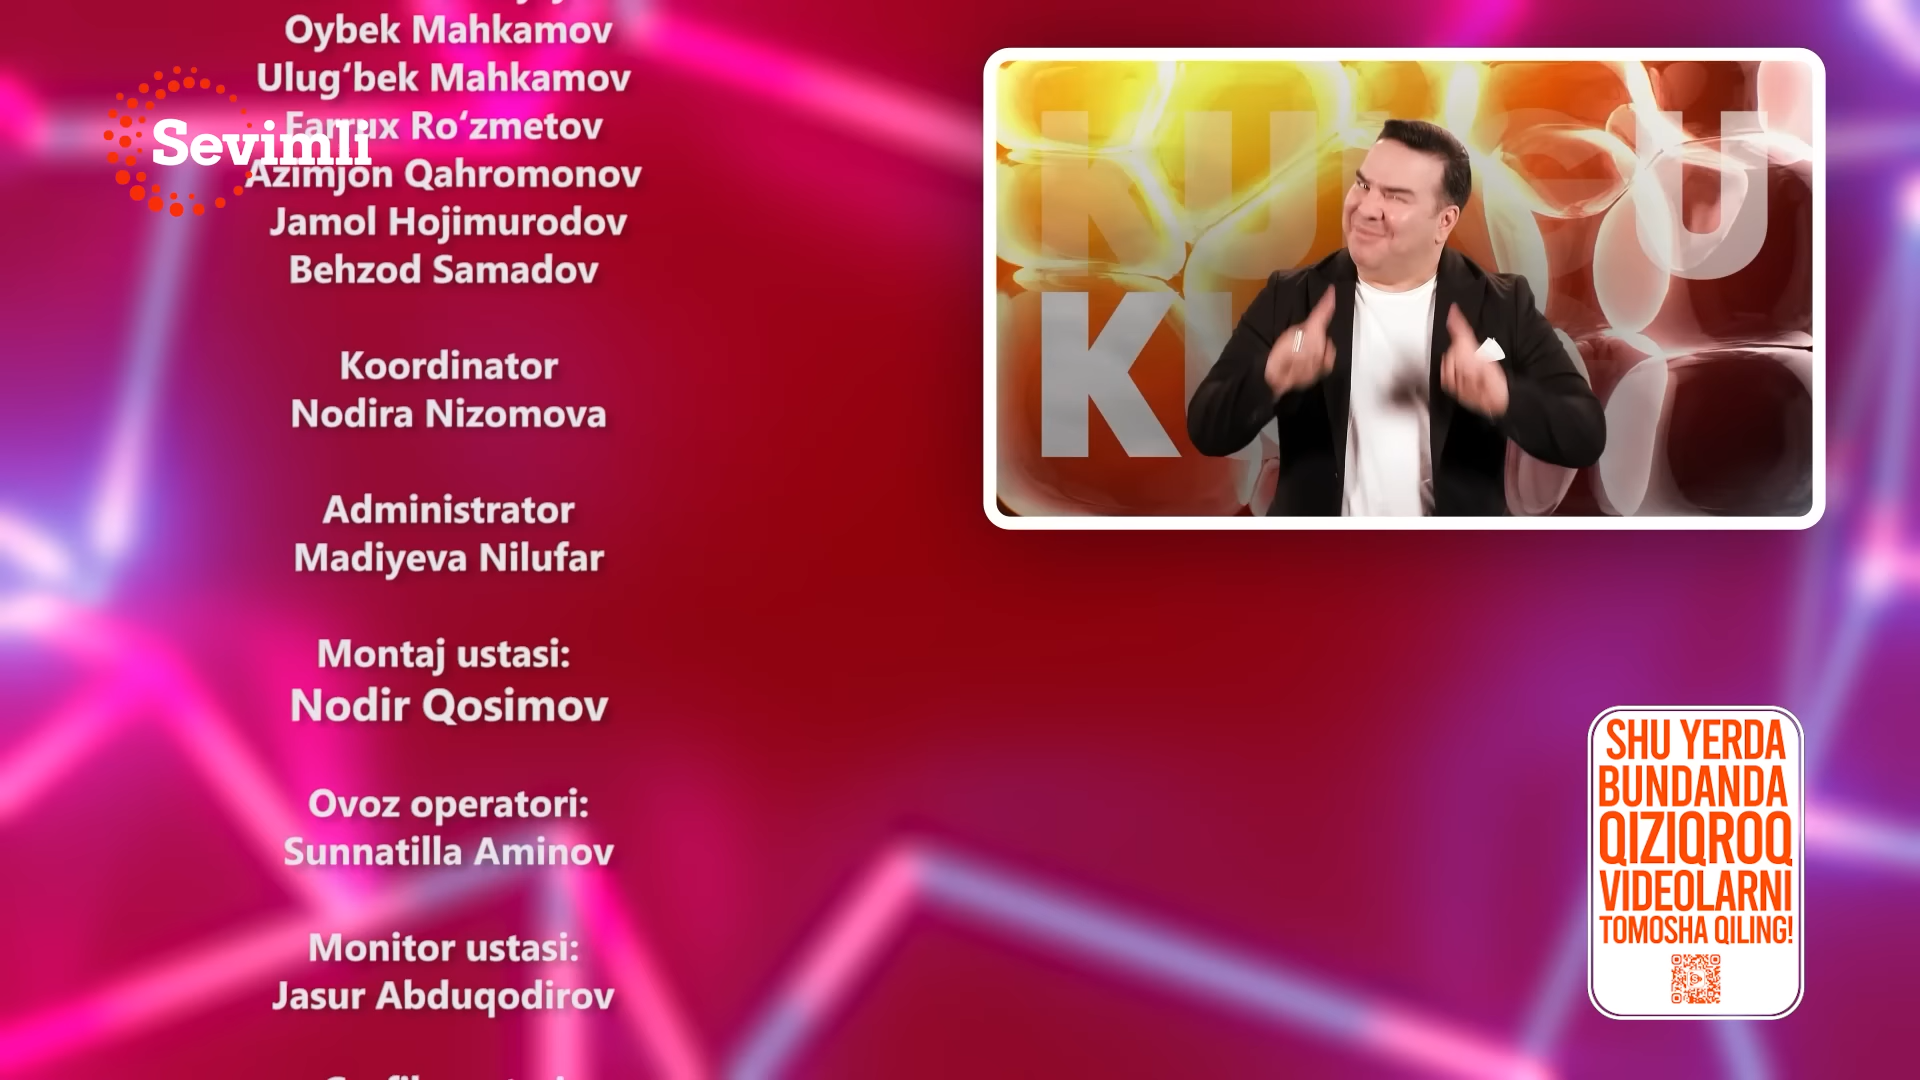 Oybek Mahkamov
Ulug‘bek Mahkamov
Farrux Ro‘zmetov
Azimjon Qahromonov
Jamol Hojimurodov
Behzod Samadov
Koordinator
Nodira Nizomova
Administrator
Madiyeva Nilufar
Montaj ustasi:
Nodir Qosimov
Ovoz operatori:
Sunnatilla Aminov
Monitor ustasi:
Jasur Abduqodirov
Sevimli
SHU YERDA
BUNDANDA
QIZIQROQ
VIDEOLARNI
TOMOSHA QILING!